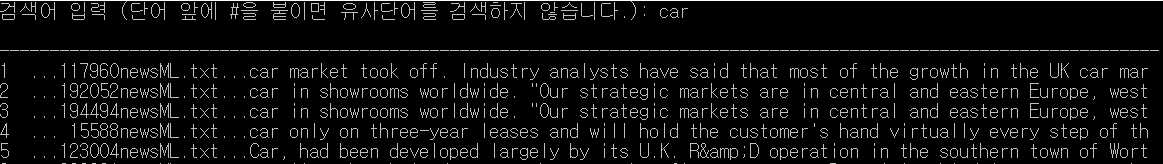 검색어 입력 (단어 앞에 #을 붙이면 유사단어를 검색하지 않습니다.): car
1 ...117960newsML.txt...car market took off. Industry analysts have said that most of the growth in the UK car mar
2 ...192052newsML.txt...car in showrooms worldwide. "Our strategic markets are in central and eastern Europe, west
3 ...194494newsML.txt...car in showrooms worldwide. "Our strategic markets are in central and eastern Europe, west
4 ... 15588newsML.txt...car only on three-year leases and will hold the customer's hand virtually every step of th
5 ...123004newsML.txt...Car, had been developed largely by its U.K. R&amp;D operation in the southern town of Wort